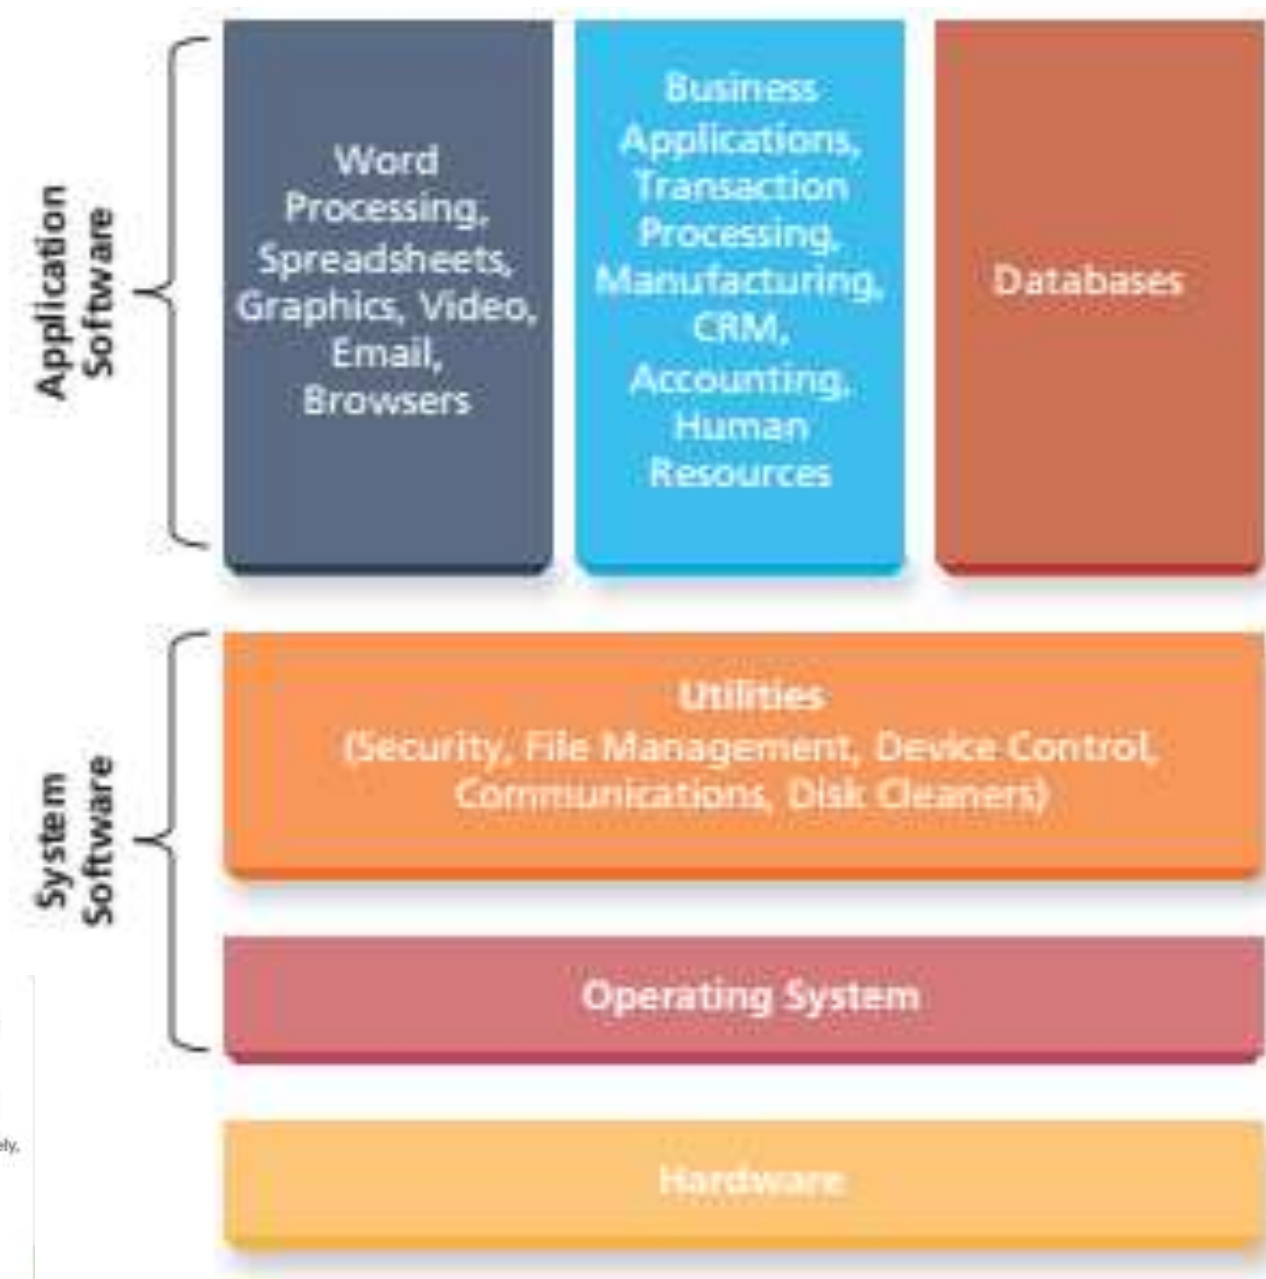 Application
Software
Word
Processing,
Spreadsheets,
Graphics, Video,
Email,
Browsers
Business
Applications,
Transaction
Processing,
Manufacturing,
CRM,
Accounting,
Human
Resources
Databases
System
Software
Utilities
(Security, File Management, Device Control,
Communications, Disk Cleaners)
Operating System
Hardware